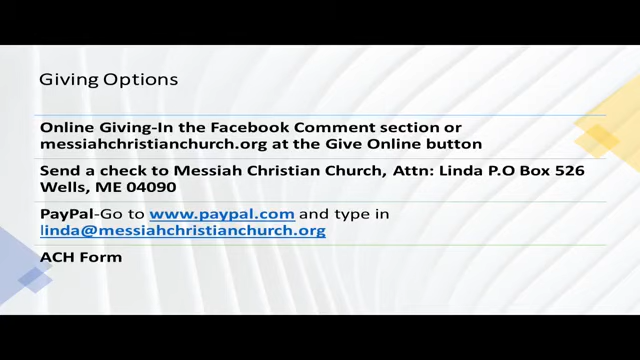 Giving Options
Online Giving-In the Facebook Comment section or
messiahchristianchurch.org at the Give Online button
Send a check to Messiah Christian Church, Attn: Linda P.O Box 526
Wells, ME 04090
PayPal-Go to www.paypal.com and type in
linda@messiahchristianchurch.org
ACH Form